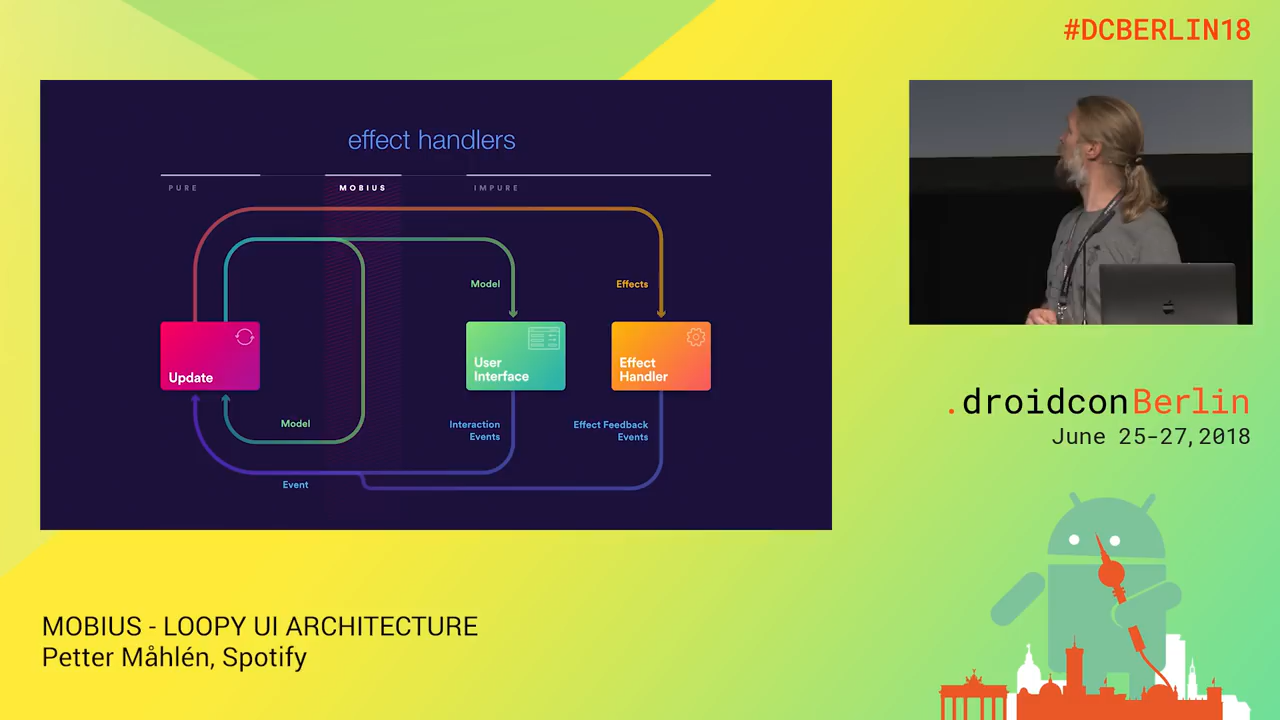 #DCBERLIN18
effect handlers
PURE
MOBIUS
IMPURE
Model
Effects
Update
User
Interface
Effect
Handler
Model
Interaction
Events
Effect Feedback
Events
Event
.droidconBerlin
June 25-27,2018
MOBIUS - LOOPY UI ARCHITECTURE
Petter Måhlén, Spotify